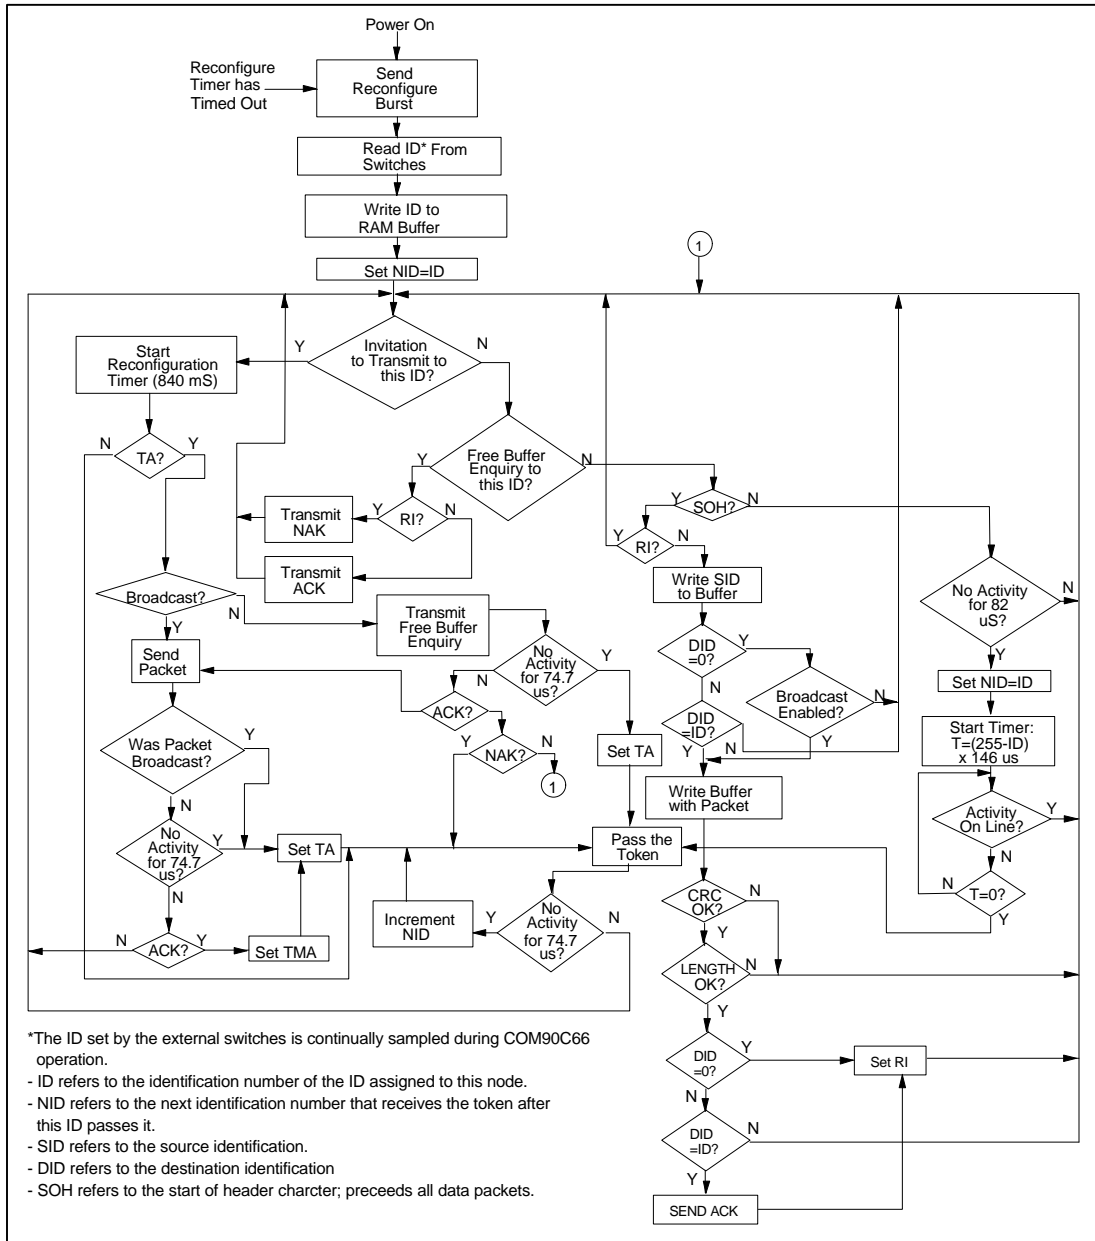 Power On
Reconfigure
Timer has
Timed Out
Send
Reconfigure
Burst
Read ID* From
Switches
Write ID to
RAM Buffer
1
Set NID=ID
Start
Reconfiguration
Timer (840 mS)
Y
Invitation
to Transmit to
this ID?
N
N
TA?
Y
Y
Free Buffer
Enquiry to
this ID?
N
Y
SOH?
N
Transmit
NAK
Y
RI?
N
Y
RI?
N
Transmit
ACK
Write SID
to Buffer
No Activity
for 82
uS?
N
Y
Broadcast?
N
Y
Transmit
Free Buffer
Enquiry
No
Activity
for 74.7
us?
Y
N
DID
=0?
Y
N
Broadcast
Enabled?
N
Y
Send
Packet
Set NID=ID
ACK?
Y
N
NAK?
N
1
Y
DID
=ID?
N
Y
Start Timer:
T=(255-ID)
x 146 us
Was Packet
Broadcast?
Y
N
Set TA
Write Buffer
with Packet
Activity
On Line?
Y
N
No
Activity
for 74.7
us?
Y
N
Set TA
Pass the
Token
N
T=0?
Y
CRC
OK?
N
Y
Increment
NID
Y
No
Activity
for 74.7
us?
N
N
ACK?
Y
Set TMA
LENGTH
OK?
N
Y
DID
=0?
Y
N
Set RI
DID
=ID?
N
Y
SEND ACK
*The ID set by the external switches is continually sampled during COM90C66
operation.
- ID refers to the identification number of the ID assigned to this node.
- NID refers to the next identification number that receives the token after
this ID passes it.
- SID refers to the source identification.
- DID refers to the destination identification
- SOH refers to the start of header charcter; preceeds all data packets.